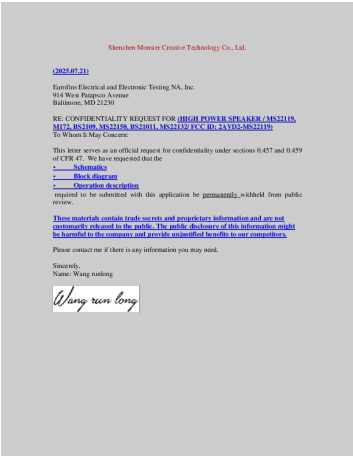 Shenzhen Monster Creative Technology Co., Ltd.
(2025.07.21)
Eurofins Electrical and Electronic Testing NA, Inc.
914 West Patapsco Avenue
Baltimore, MD 21230
RE: CONFIDENTIALITY REQUEST FOR (HIGH POWER SPEAKER / MS22119,
M172, BS2109, MS22150, BS21011, MS22132/ FCC ID: 2AVD2-MS22119)
To Whom It May Concern:
This letter serves as an official request for confidentiality under sections 0.457 and 0.459
of CFR 47. We have requested that the
• Schematics
• Block diagram
• Operation description
required to be submitted with this application be permanently withheld from public
review.
These materials contain trade secrets and proprietary information and are not
customarily released to the public. The public disclosure of this information might
be harmful to the company and provide unjustified benefits to our competitors.
Please contact me if there is any information you may need.
Sincerely,
Name: Wang runlong
Wang run long